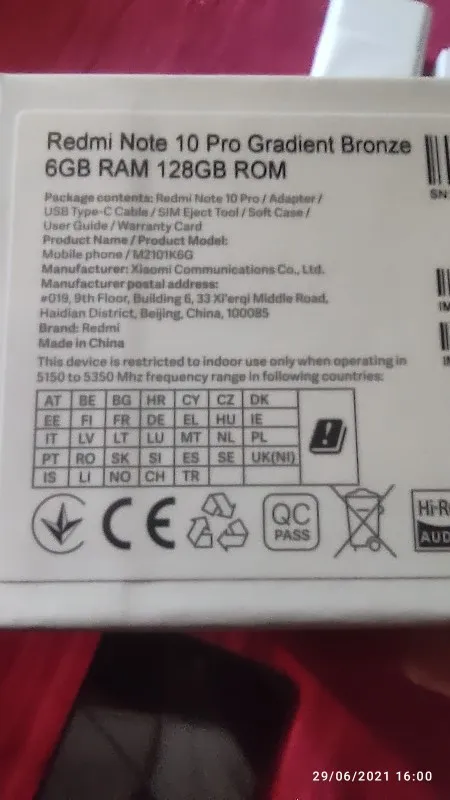 Redmi Note 10 Pro Gradient Bronze
6GB RAM 128GB ROM
Package contents: Redmi Note 10 Pro / Adapter /
USB Type-C Cable / SIM Eject Tool / Soft Case /
User Guide / Warranty Card
Product Name / Product Model:
Mobile phone / M2101K6G
Manufacturer: Xiaomi Communications Co., Ltd.
Manufacturer postal address:
#019, 9th Floor, Building 6, 33 Xi'erqi Middle Road,
Haidian District, Beijing, China, 100085
Brand: Redmi
Made in China
This device is restricted to indoor use only when operating in
5150 to 5350 Mhz frequency range in following countries:
AT BE BG HR CY CZ DK
EE FI FR DE EL HU IE
IT LV LT LU MT NL PL
PT RO SK SI ES SE UK(NI)
IS LI NO CH TR
CE
QC
PASS
SN
29/06/2021 16:00